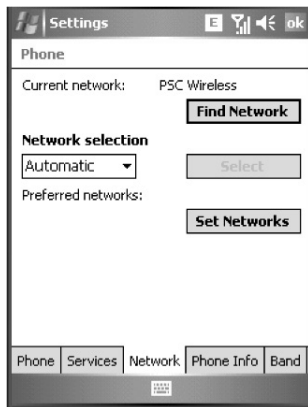 Settings E ok
Phone
Current network: PSC Wireless
Find Network
Network selection
Automatic Select
Preferred networks:
Set Networks
Phone Services Network Phone Info Band